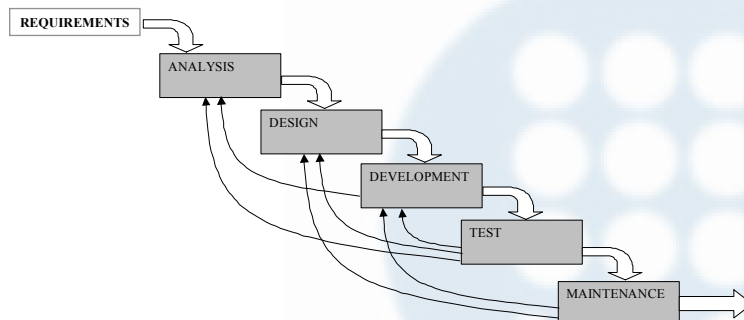 REQUIREMENTS
ANALYSIS
DESIGN
DEVELOPMENT
TEST
MAINTENANCE